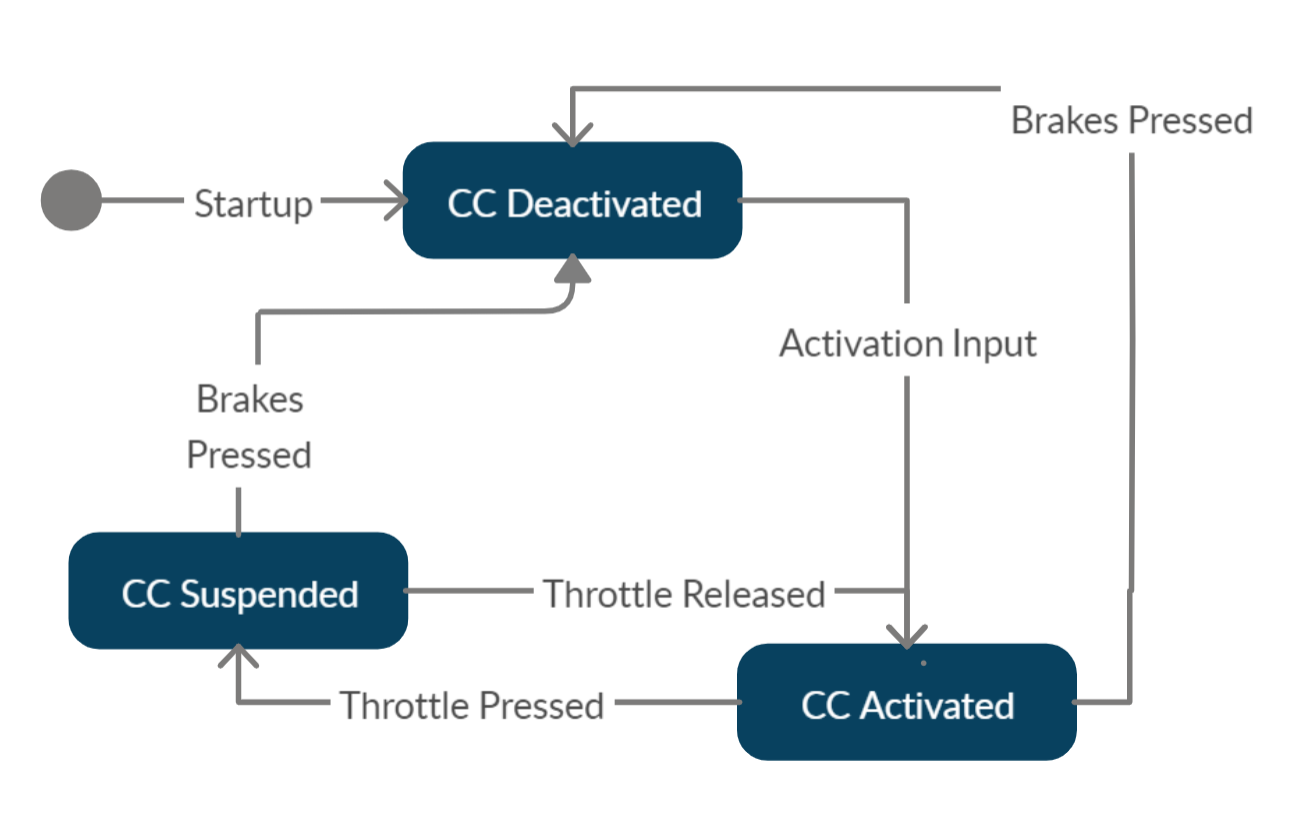 Brakes Pressed
Startup
CC Deactivated
Activation Input
Brakes
Pressed
CC Suspended
Throttle Released
Throttle Pressed
CC Activated